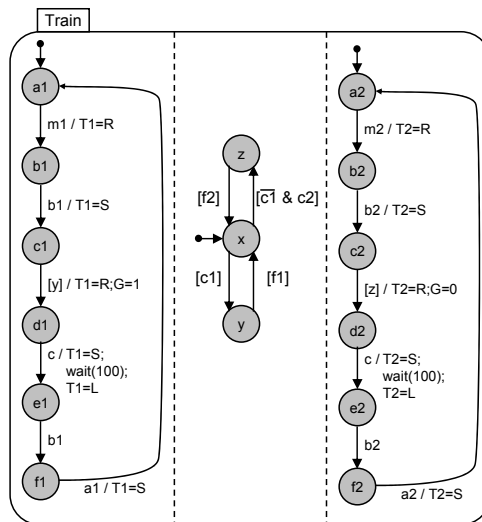 Train
a1
m1 / T1=R
b1
b1 / T1=S
c1
[y] / T1=R;G=1
d1
c / T1=S;
wait(100);
T1=L
e1
b1
f1
a1 / T1=S
z
[f2]
[c̅1̅ & c2]
x
[c1]
[f1]
y
a2
m2 / T2=R
b2
b2 / T2=S
c2
[z] / T2=R;G=0
d2
c / T2=S;
wait(100);
T2=L
e2
b2
f2
a2 / T2=S